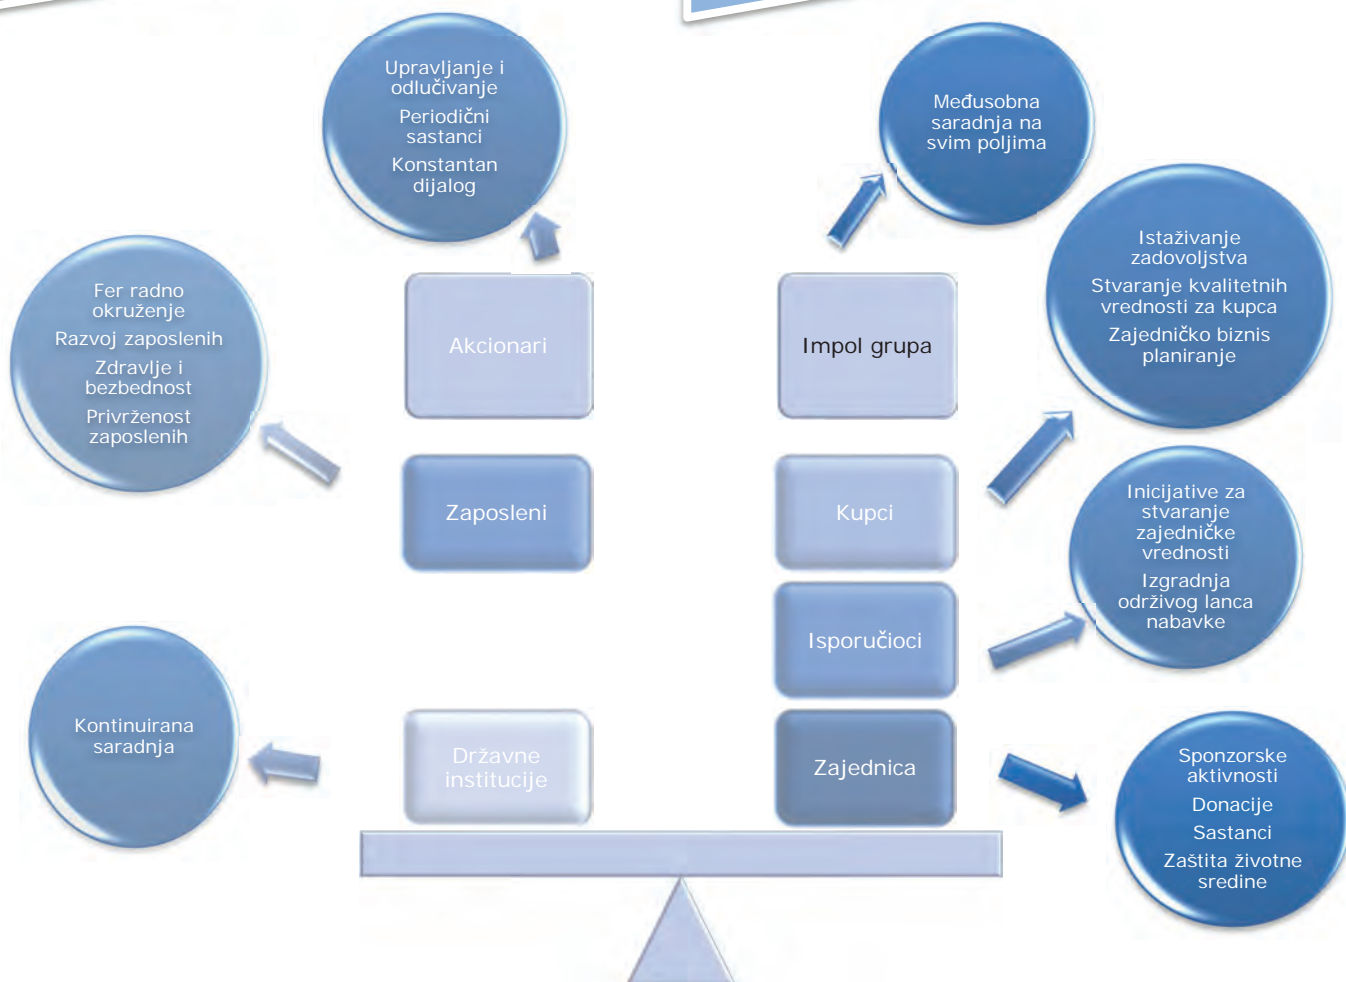 Upravljanje i
odlučivanje
Periodični
sastanci
Konstantan
dijalog
Međusobna
saradnja na
svim poljima
Istaživanje
zadovoljstva
Stvaranje kvalitetnih
vrednosti za kupca
Zajedničko biznis
planiranje
Fer radno
okruženje
Razvoj zaposlenih
Zdravlje i
bezbednost
Privrženost
zaposlenih
Akcionari
Impol grupa
Zaposleni
Kupci
Inicijative za
stvaranje
zajedničke
vrednosti
Izgradnja
održivog lanca
nabavke
Isporučioci
Kontinuirana
saradnja
Državne
institucije
Zajednica
Sponzorske
aktivnosti
Donacije
Sastanci
Zaštita životne
sredine